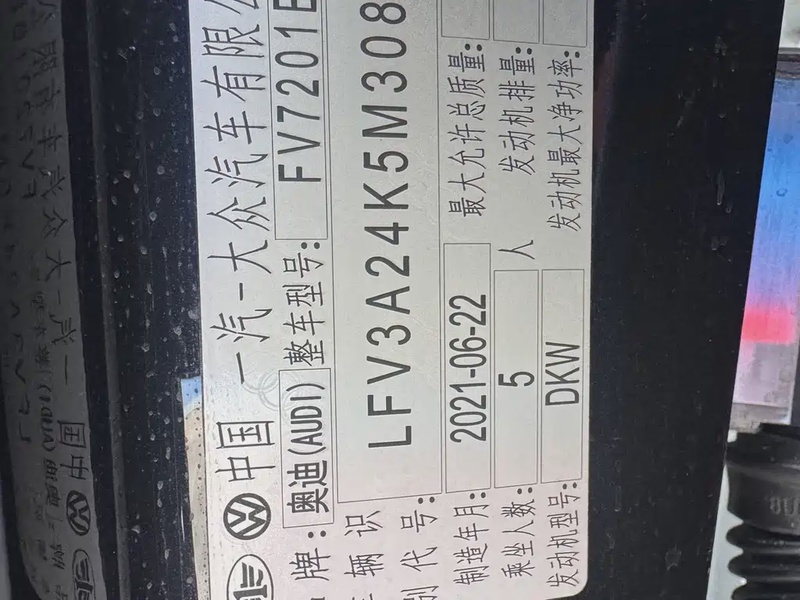 中国 一汽-大众汽车有限公
牌: 奥迪(AUDI) 整车型号: FV7201B
车辆识别代号: LFV3A24K5M308
制造年月: 2021-06-22 最大允许总质量:
乘坐人数: 5 人 发动机排量:
发动机型号: DKW 发动机最大净功率: